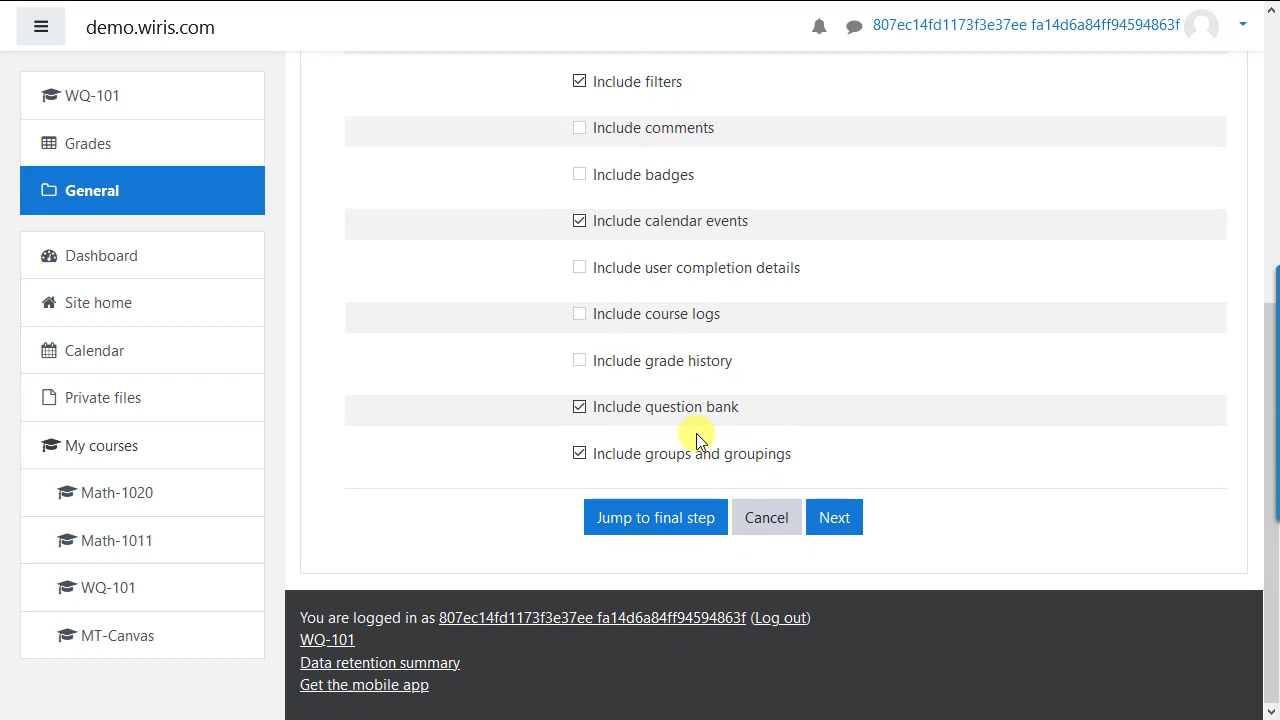 demo.wiris.com
807ec14fd1173f3e37ee fa14d6a84ff94594863f
WQ-101
Grades
General
Dashboard
Site home
Calendar
Private files
My courses
Math-1020
Math-1011
WQ-101
MT-Canvas
Include filters
Include comments
Include badges
Include calendar events
Include user completion details
Include course logs
Include grade history
Include question bank
Include groups and groupings
Jump to final step Cancel Next
You are logged in as 807ec14fd1173f3e37ee fa14d6a84ff94594863f (Log out)
WQ-101
Data retention summary
Get the mobile app